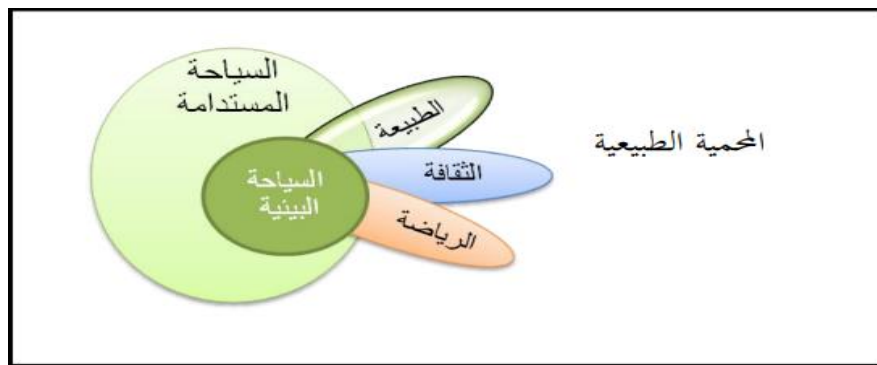 السياحة
المستدامة
الطبيعة
المحمية الطبيعية
الثقافة
السياحة
البيئية
الرياضة